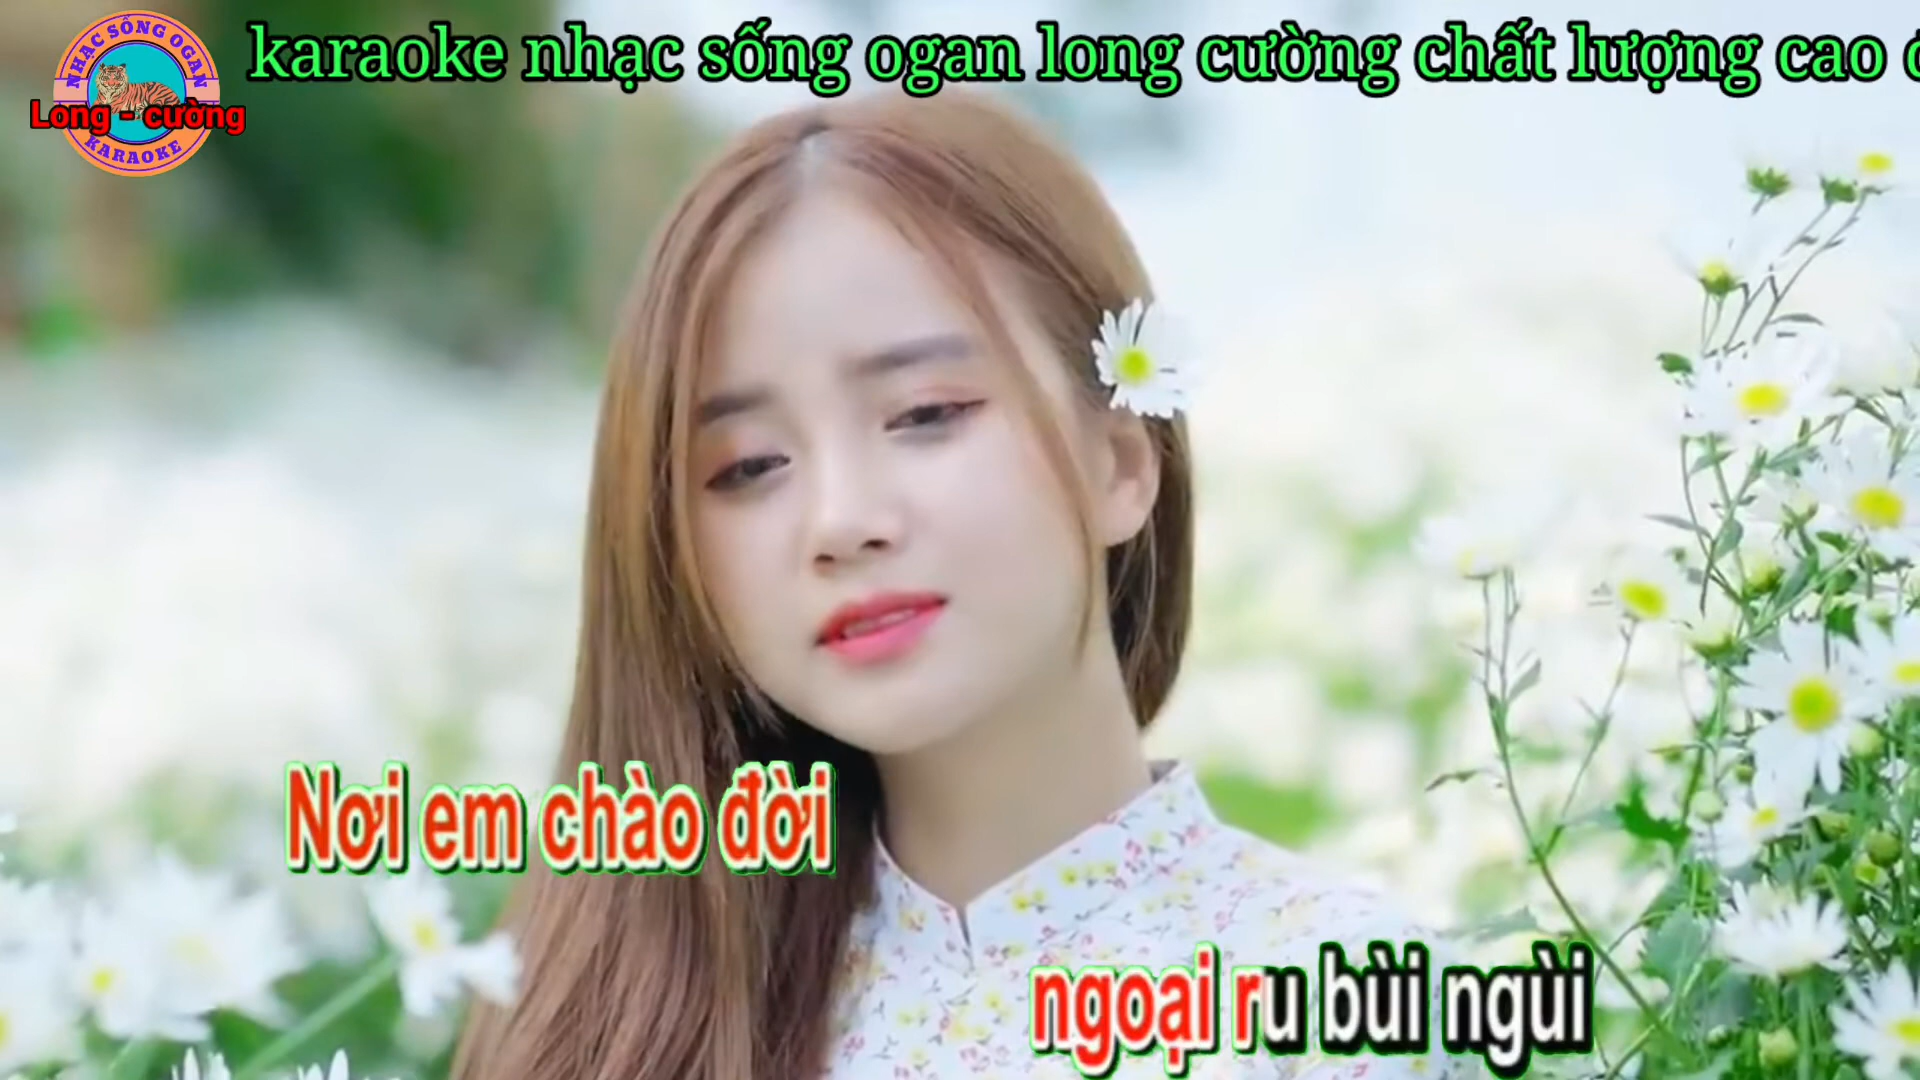 NHẠC SỐNG OGAN
Long - cường
KARAOKE
karaoke nhạc sống ogan long cường chất lượng cao
Nơi em chào đời
ngoại ru bùi ngùi